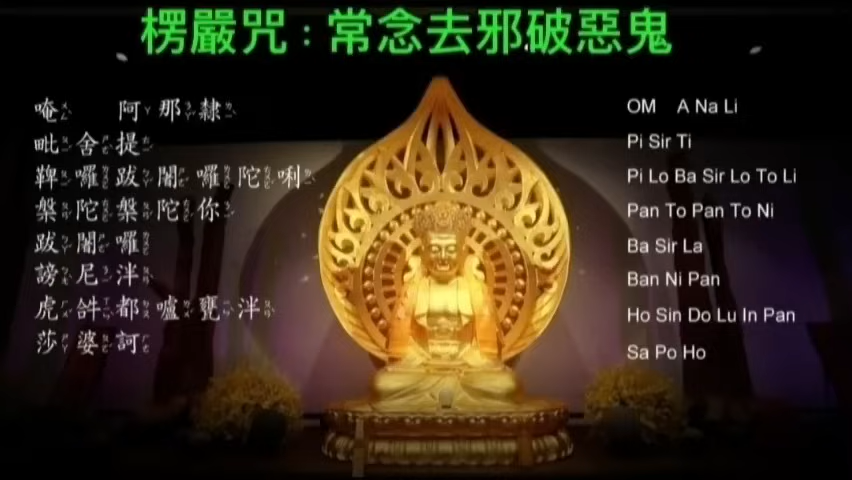 楞嚴咒：常念去邪破惡鬼
唵 阿那隸
毗舍提
鞞囉跋闍囉陀唎
槃陀槃陀你
跋闍囉
謗尼泮
虎𤙖都嚧甕泮
莎婆訶
OM A Na Li
Pi Sir Ti
Pi Lo Ba Sir Lo To Li
Pan To Pan To Ni
Ba Sir La
Ban Ni Pan
Ho Sin Do Lu In Pan
Sa Po Ho